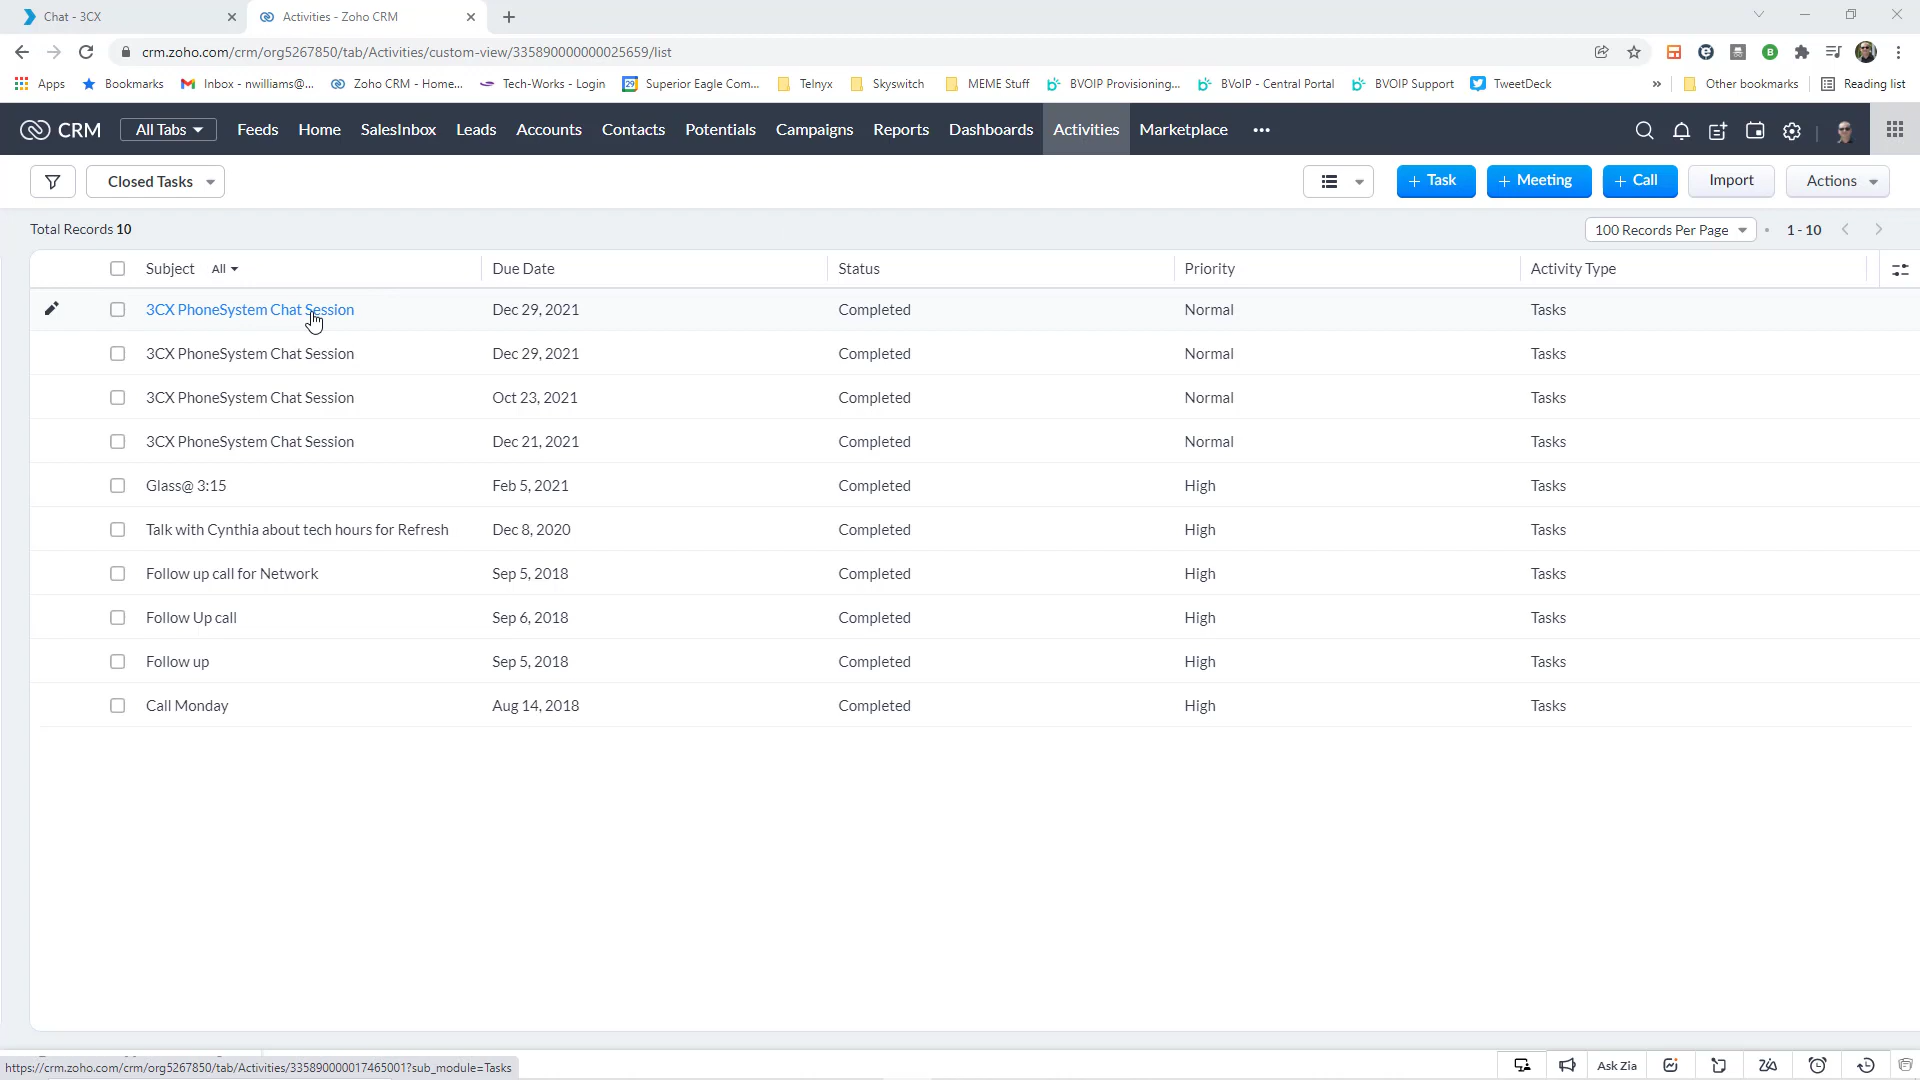 Chat - 3CX
Activities - Zoho CRM
crm.zoho.com/crm/org5267850/tab/Activities/custom-view/335890000000025659/list
Apps Bookmarks Inbox - nwilliams@... Zoho CRM - Home... Tech-Works - Login Superior Eagle Com... Telnyx Skyswitch MEME Stuff BVOIP Provisioning... BVoIP - Central Portal BVOIP Support TweetDeck » Other bookmarks Reading list
CRM All Tabs Feeds Home SalesInbox Leads Accounts Contacts Potentials Campaigns Reports Dashboards Activities Marketplace •••
Closed Tasks + Task + Meeting + Call Import Actions
Total Records 10 100 Records Per Page • 1 - 10
Subject All Due Date Status Priority Activity Type
3CX PhoneSystem Chat Session Dec 29, 2021 Completed Normal Tasks
3CX PhoneSystem Chat Session Dec 29, 2021 Completed Normal Tasks
3CX PhoneSystem Chat Session Oct 23, 2021 Completed Normal Tasks
3CX PhoneSystem Chat Session Dec 21, 2021 Completed Normal Tasks
Glass@ 3:15 Feb 5, 2021 Completed High Tasks
Talk with Cynthia about tech hours for Refresh Dec 8, 2020 Completed High Tasks
Follow up call for Network Sep 5, 2018 Completed High Tasks
Follow Up call Sep 6, 2018 Completed High Tasks
Follow up Sep 5, 2018 Completed High Tasks
Call Monday Aug 14, 2018 Completed High Tasks
https://crm.zoho.com/crm/org5267850/tab/Activities/335890000017465001?sub_module=Tasks
Ask Zia